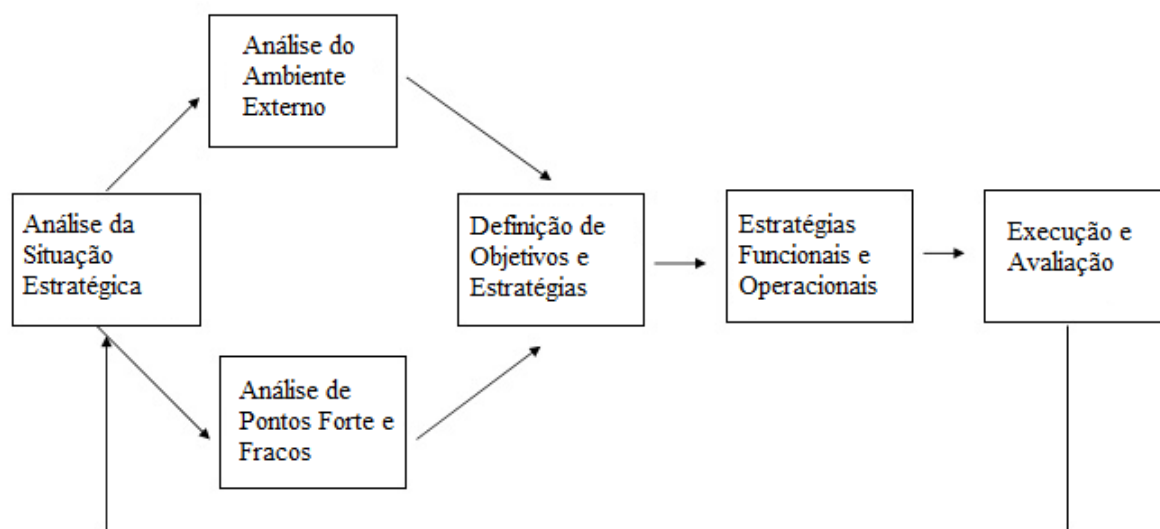 Análise do
Ambiente
Externo
Análise da
Situação
Estratégica
Definição de
Objetivos e
Estratégias
Estratégias
Funcionais e
Operacionais
Execução e
Avaliação
Análise de
Pontos Forte e
Fracos